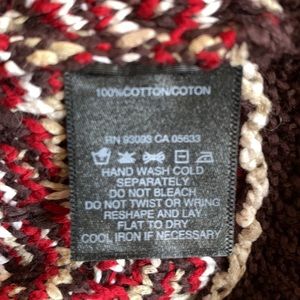 100% COTTON/COTON
RN 93093 CA 05633
HAND WASH COLD
SEPARATELY
DO NOT BLEACH
DO NOT TWIST OR WRING
RESHAPE AND LAY
FLAT TO DRY
COOL IRON IF NECESSARY